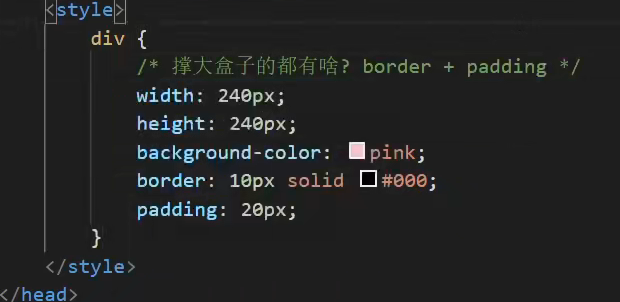 <style>
div {
/* 撑大盒子的都有啥? border + padding */
width: 240px;
height: 240px;
background-color: pink;
border: 10px solid #000;
padding: 20px;
}
</style>
</head>